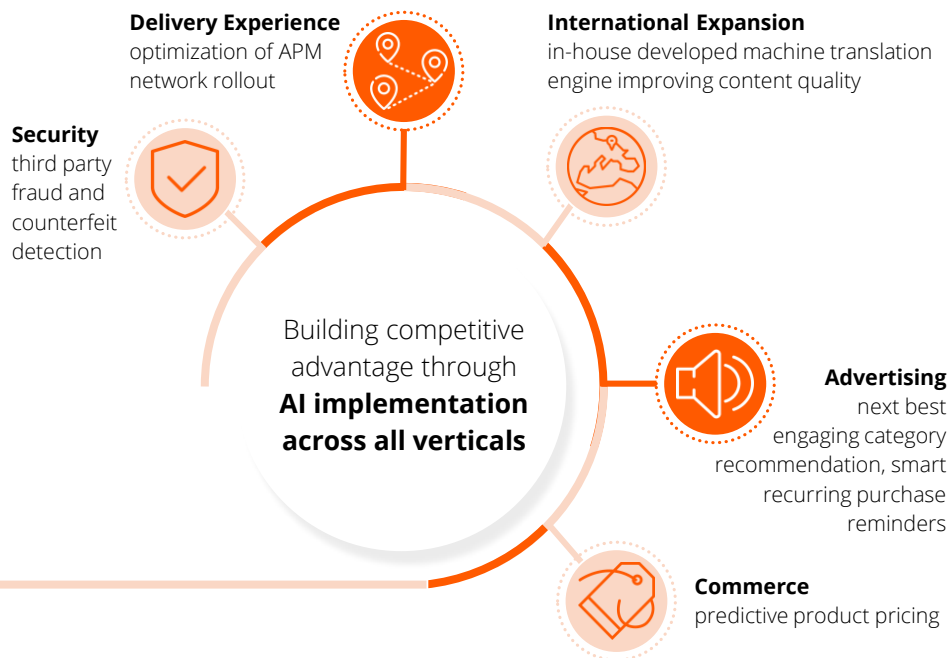 Delivery Experience
optimization of APM
network rollout
International Expansion
in-house developed machine translation
engine improving content quality
Security
third party
fraud and
counterfeit
detection
Building competitive
advantage through
AI implementation
across all verticals
Advertising
next best
engaging category
recommendation, smart
recurring purchase
reminders
Commerce
predictive product pricing